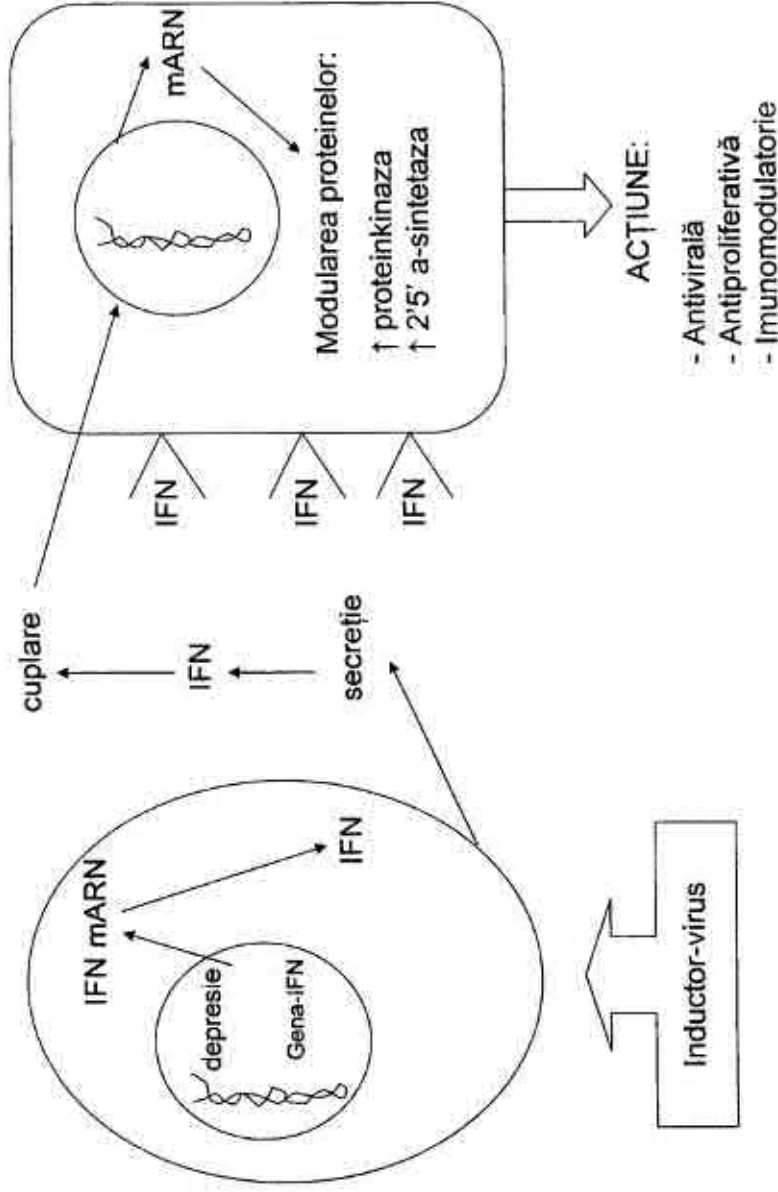 Inductor-virus
IFN mARN
depresie
Gena-IFN
IFN
secreție
IFN
cuplare
IFN
IFN
IFN
mARN
Modularea proteinelor:
↑ proteinkinaza
↑ 2'5' a-sintetaza
ACȚIUNE:
- Antivirală
- Antiproliferativă
- Imunomodulatorie